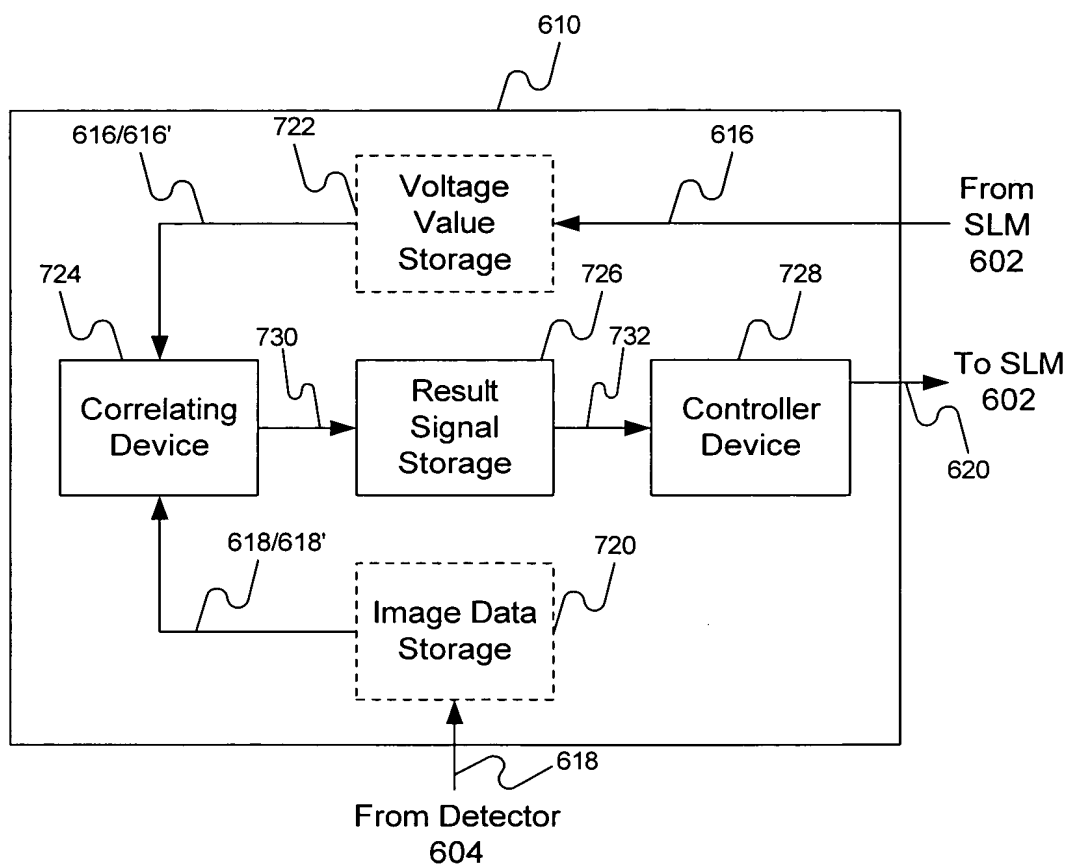 610
616/616'
722
616
Voltage
Value
Storage
From
SLM
602
724
726
728
730
732
Correlating
Device
Result
Signal
Storage
Controller
Device
To SLM
602
620
618/618'
720
Image Data
Storage
618
From Detector
604